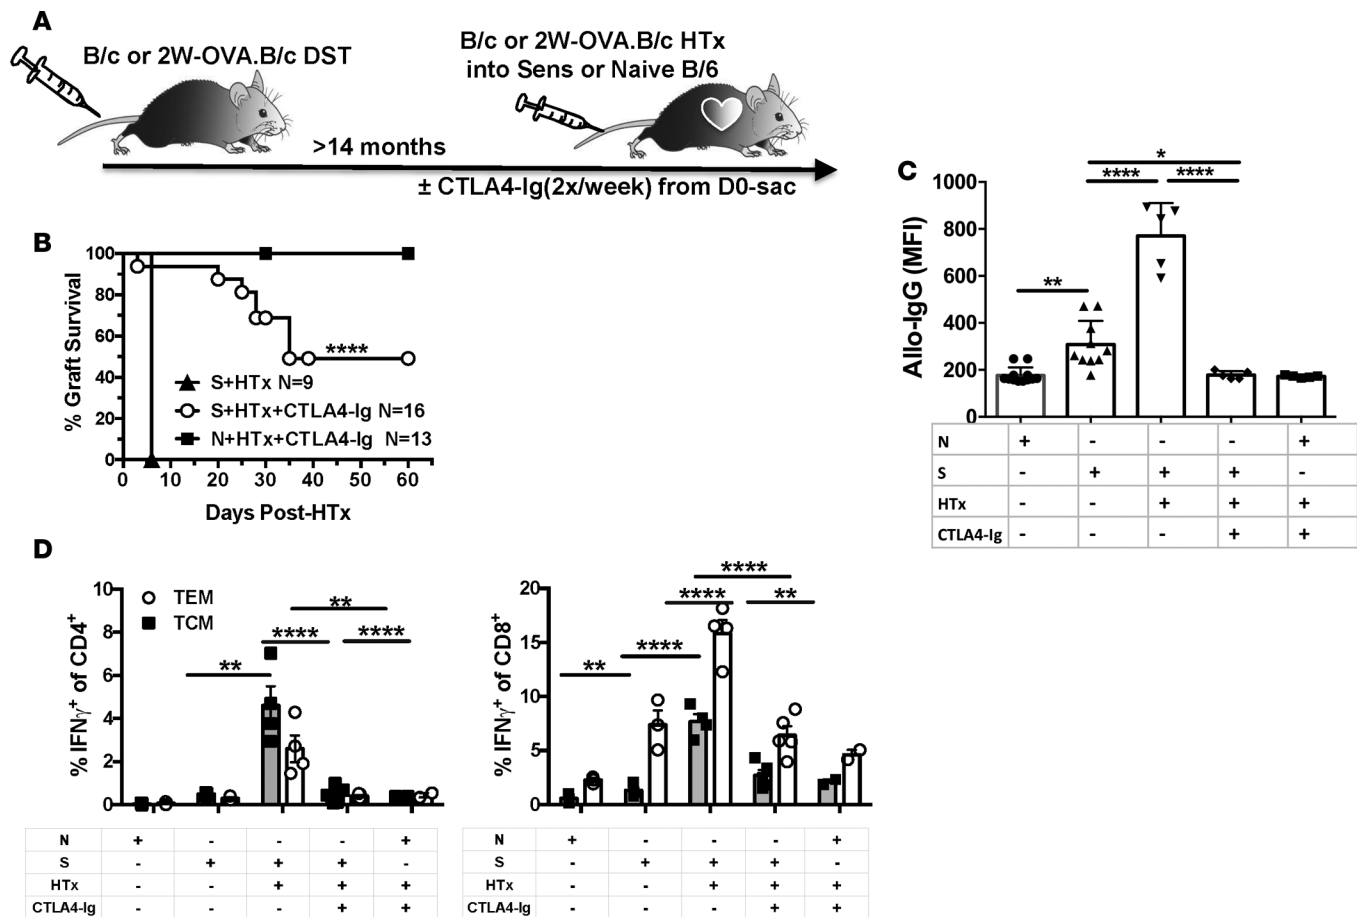 A
B/c or 2W-OVA.B/c DST
B/c or 2W-OVA.B/c HTx
into Sens or Naive B/6
>14 months
± CTLA4-Ig(2x/week) from D0-sac
B
% Graft Survival
100
80
60
40
20
0
****
S+HTx N=9
S+HTx+CTLA4-Ig N=16
N+HTx+CTLA4-Ig N=13
0 10 20 30 40 50 60
Days Post-HTx
C
Allo-IgG (MFI)
1000
800
600
400
200
0
*
**** ****
**
N + - - - +
S - + + + -
HTx - - + + +
CTLA4-Ig - - - + +
D
% IFNγ+ of CD4+
10
8
6
4
2
0
TEM
TCM
**
**** ****
**
N + - - - +
S - + + + -
HTx - - + + +
CTLA4-Ig - - - + +
% IFNγ+ of CD8+
20
15
10
5
0
****
**** **
****
**
N + - - - +
S - + + + -
HTx - - + + +
CTLA4-Ig - - - + +